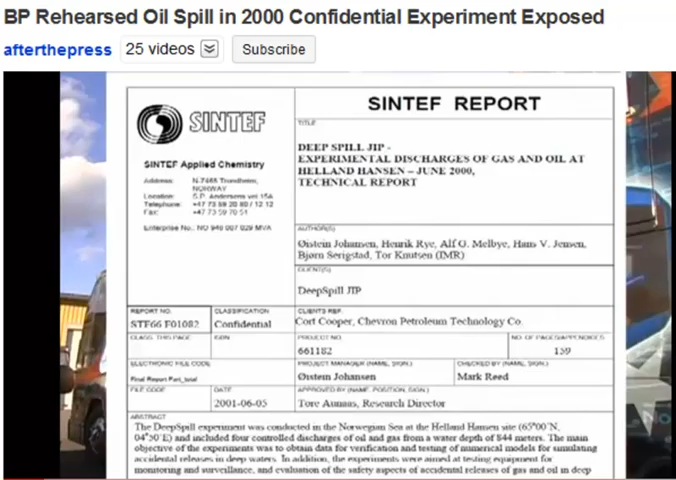 BP Rehearsed Oil Spill in 2000 Confidential Experiment Exposed
afterthepress 25 videos Subscribe
SINTEF
SINTEF REPORT
TITLE
DEEP SPILL JIP -
EXPERIMENTAL DISCHARGES OF GAS AND OIL AT
HELLAND HANSEN – JUNE 2000,
TECHNICAL REPORT
SINTEF Applied Chemistry
Address: N-7465 Trondheim,
NORWAY
Location: S.P. Andersens vei 15A
Telephone: +47 73 59 20 80 / 12 12
Fax: +47 73 59 70 51
Enterprise No.: NO 948 007 029 MVA
AUTHOR(S)
Øistein Johansen, Henrik Rye, Alf G. Melbye, Hans V. Jensen,
Bjørn Serigstad, Tor Knutsen (IMR)
CLIENT(S)
DeepSpill JIP
REPORT NO. CLASSIFICATION CLIENTS REF.
STF66 F01082 Confidential Cort Cooper, Chevron Petroleum Technology Co.
CLASS. THIS PAGE ISBN PROJECT NO. NO. OF PAGES/APPENDICES
661182 159
ELECTRONIC FILE CODE PROJECT MANAGER (NAME, SIGN.) CHECKED BY (NAME, SIGN.)
Final Report Part_total Øistein Johansen Mark Reed
FILE CODE DATE APPROVED BY (NAME, POSITION, SIGN.)
2001-06-05 Tore Aunaas, Research Director
ABSTRACT
The DeepSpill experiment was conducted in the Norwegian Sea at the Helland Hansen site (65°00'N,
04°50'E) and included four controlled discharges of oil and gas from a water depth of 844 meters. The main
objective of the experiments was to obtain data for verification and testing of numerical models for simulating
accidental releases in deep waters. In addition, the experiments were aimed at testing equipment for
monitoring and surveillance, and evaluation of the safety aspects of accidental releases of gas and oil in deep